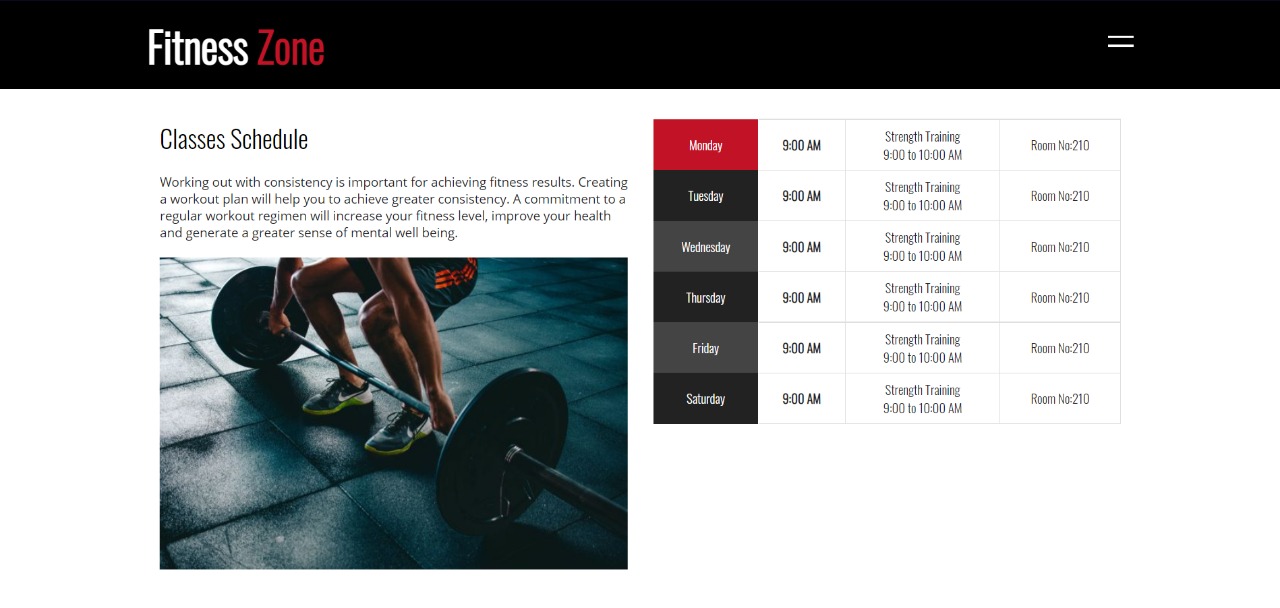 Fitness Zone
Classes Schedule
Working out with consistency is important for achieving fitness results. Creating
a workout plan will help you to achieve greater consistency. A commitment to a
regular workout regimen will increase your fitness level, improve your health
and generate a greater sense of mental well being.
Monday 9:00 AM Strength Training
9:00 to 10:00 AM Room No:210
Tuesday 9:00 AM Strength Training
9:00 to 10:00 AM Room No:210
Wednesday 9:00 AM Strength Training
9:00 to 10:00 AM Room No:210
Thursday 9:00 AM Strength Training
9:00 to 10:00 AM Room No:210
Friday 9:00 AM Strength Training
9:00 to 10:00 AM Room No:210
Saturday 9:00 AM Strength Training
9:00 to 10:00 AM Room No:210